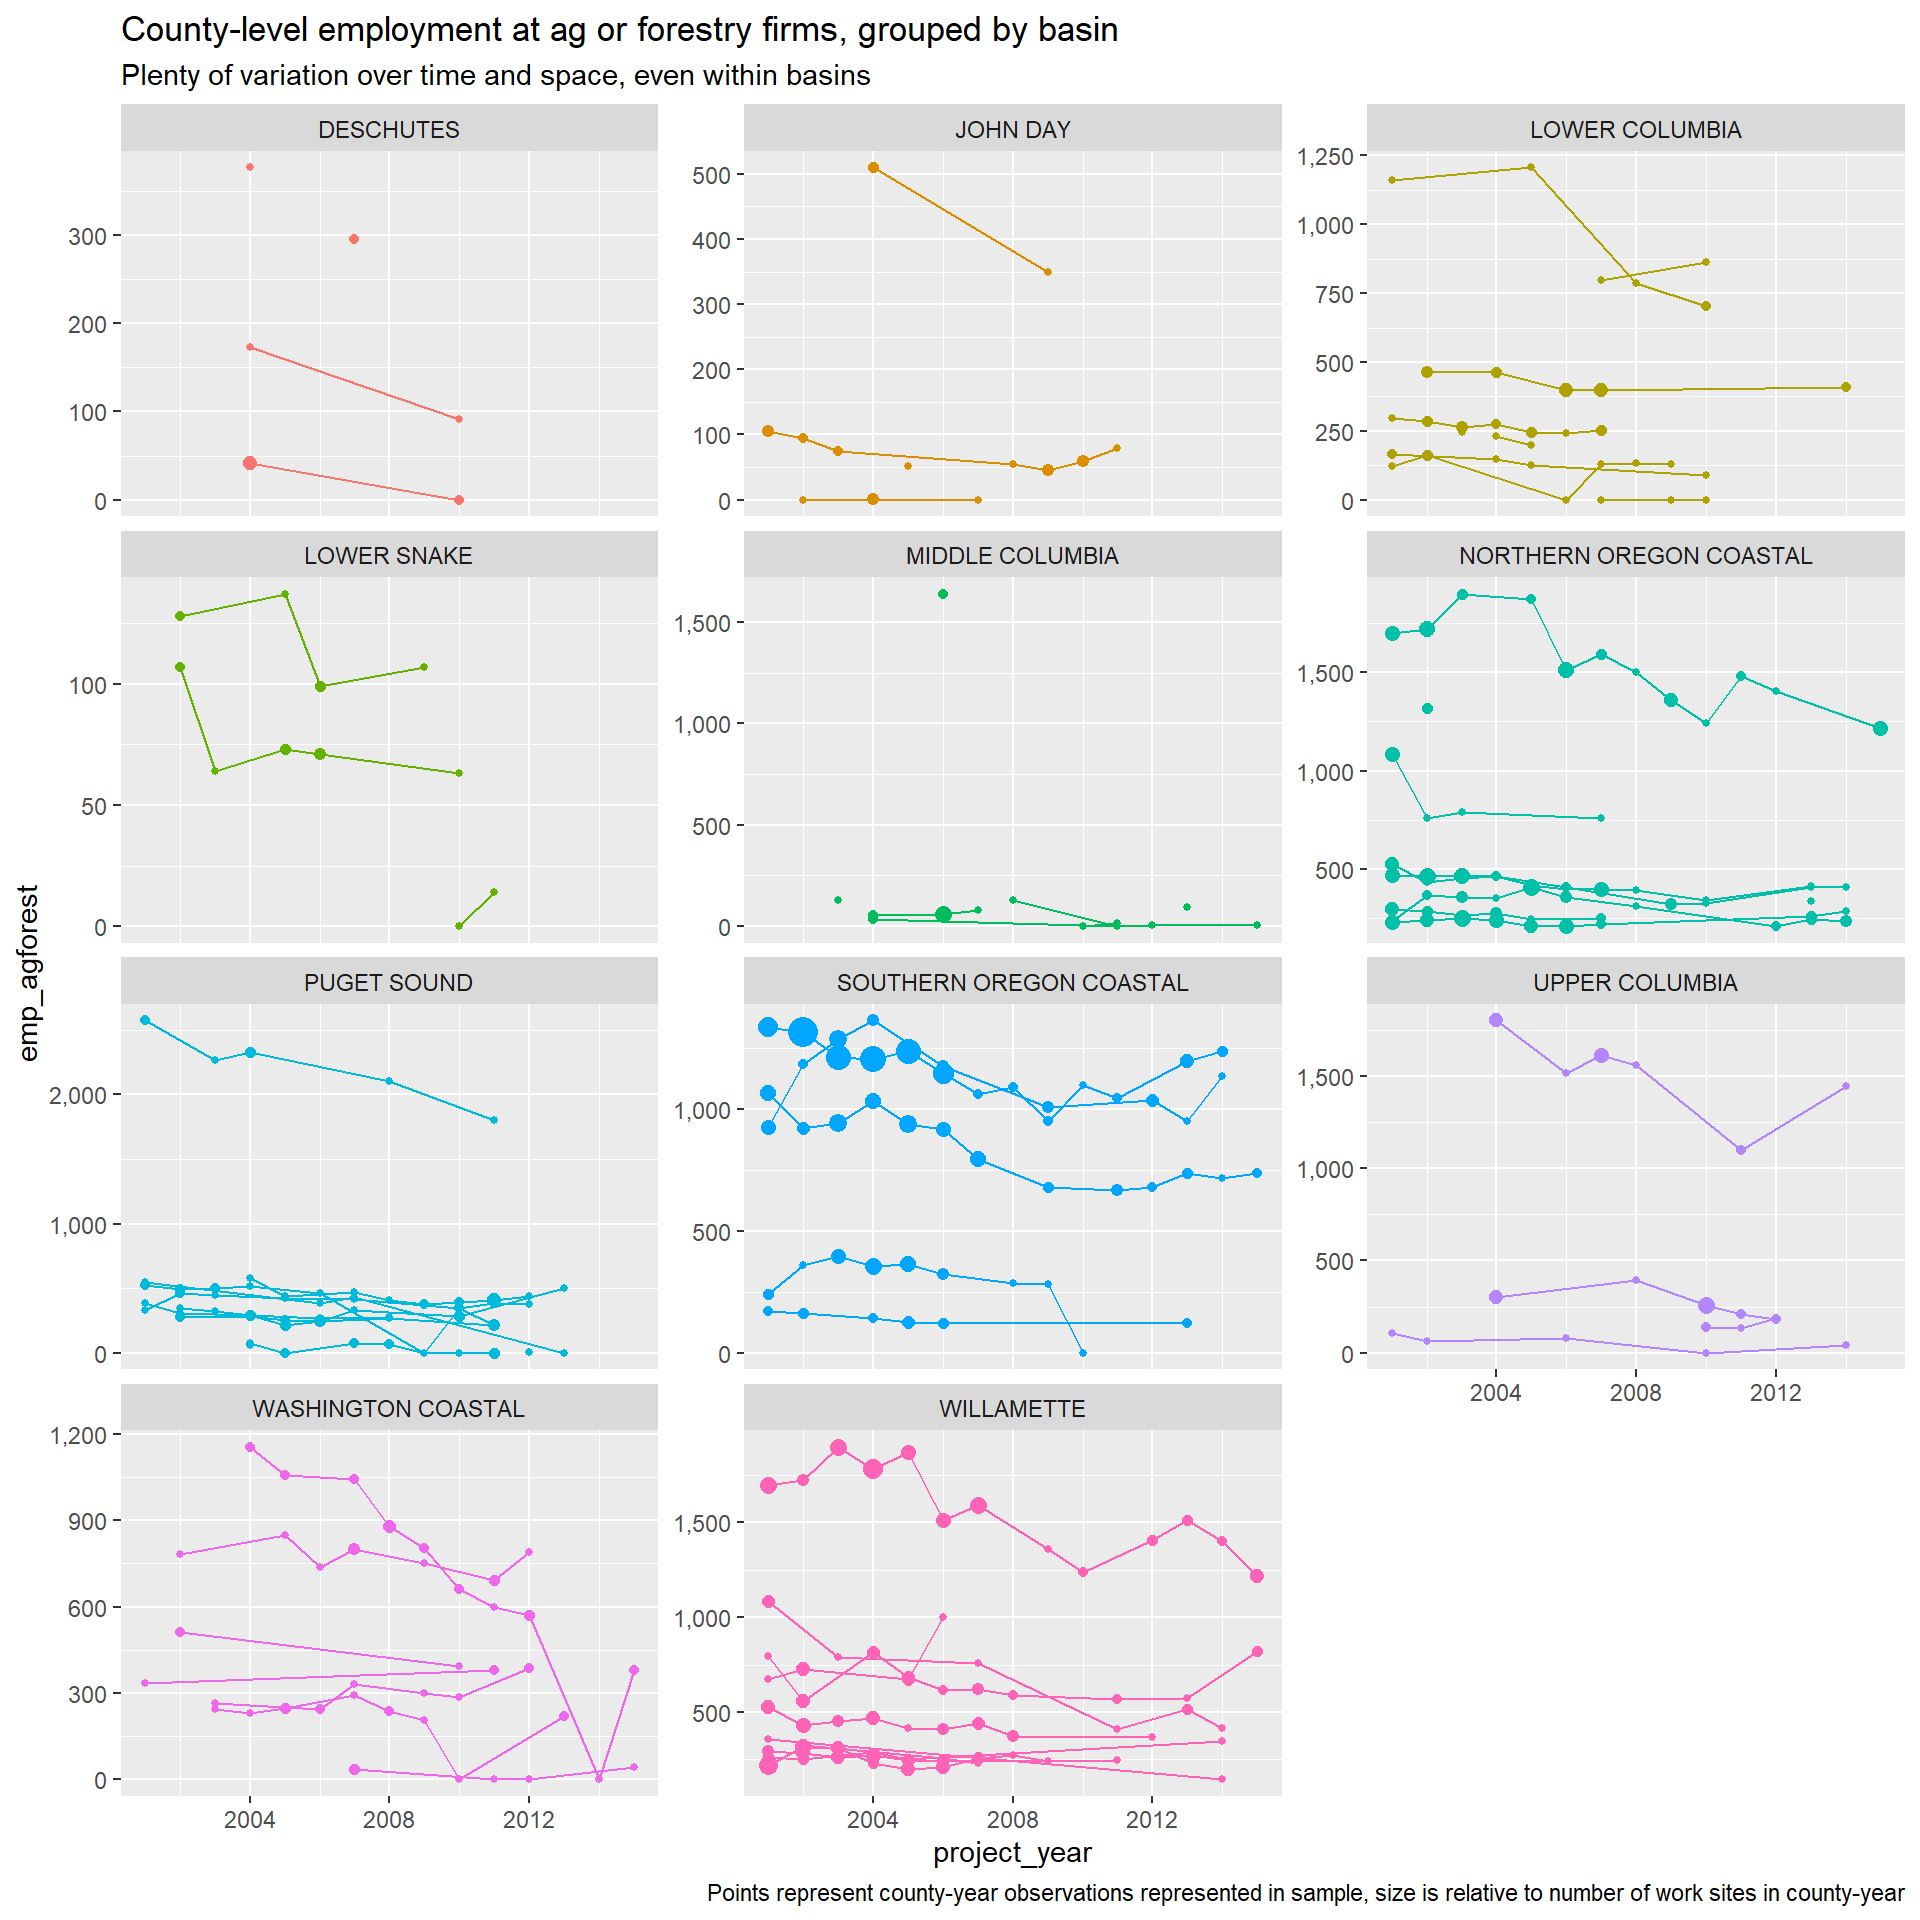 County-level employment at ag or forestry firms, grouped by basin
Plenty of variation over time and space, even within basins
DESCHUTES
JOHN DAY
LOWER COLUMBIA
300
200
100
0
500
400
300
200
100
0
1,250
1,000
750
500
250
0
LOWER SNAKE
MIDDLE COLUMBIA
NORTHERN OREGON COASTAL
100
50
0
1,500
1,000
500
0
1,500
1,000
500
emp_agforest
PUGET SOUND
SOUTHERN OREGON COASTAL
UPPER COLUMBIA
2,000
1,000
0
1,000
500
0
1,500
1,000
500
0
2004 2008 2012
WASHINGTON COASTAL
WILLAMETTE
1,200
900
600
300
0
1,500
1,000
500
2004 2008 2012
2004 2008 2012
project_year
Points represent county-year observations represented in sample, size is relative to number of work sites in county-year